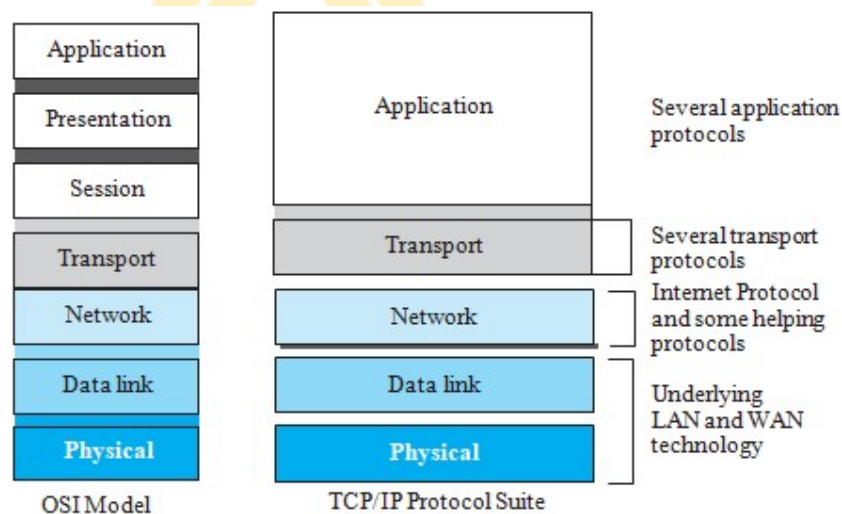 Application
Presentation
Session
Transport
Network
Data link
Physical
OSI Model
Application
Transport
Network
Data link
Physical
TCP/IP Protocol Suite
Several application
protocols
Several transport
protocols
Internet Protocol
and some helping
protocols
Underlying
LAN and WAN
technology